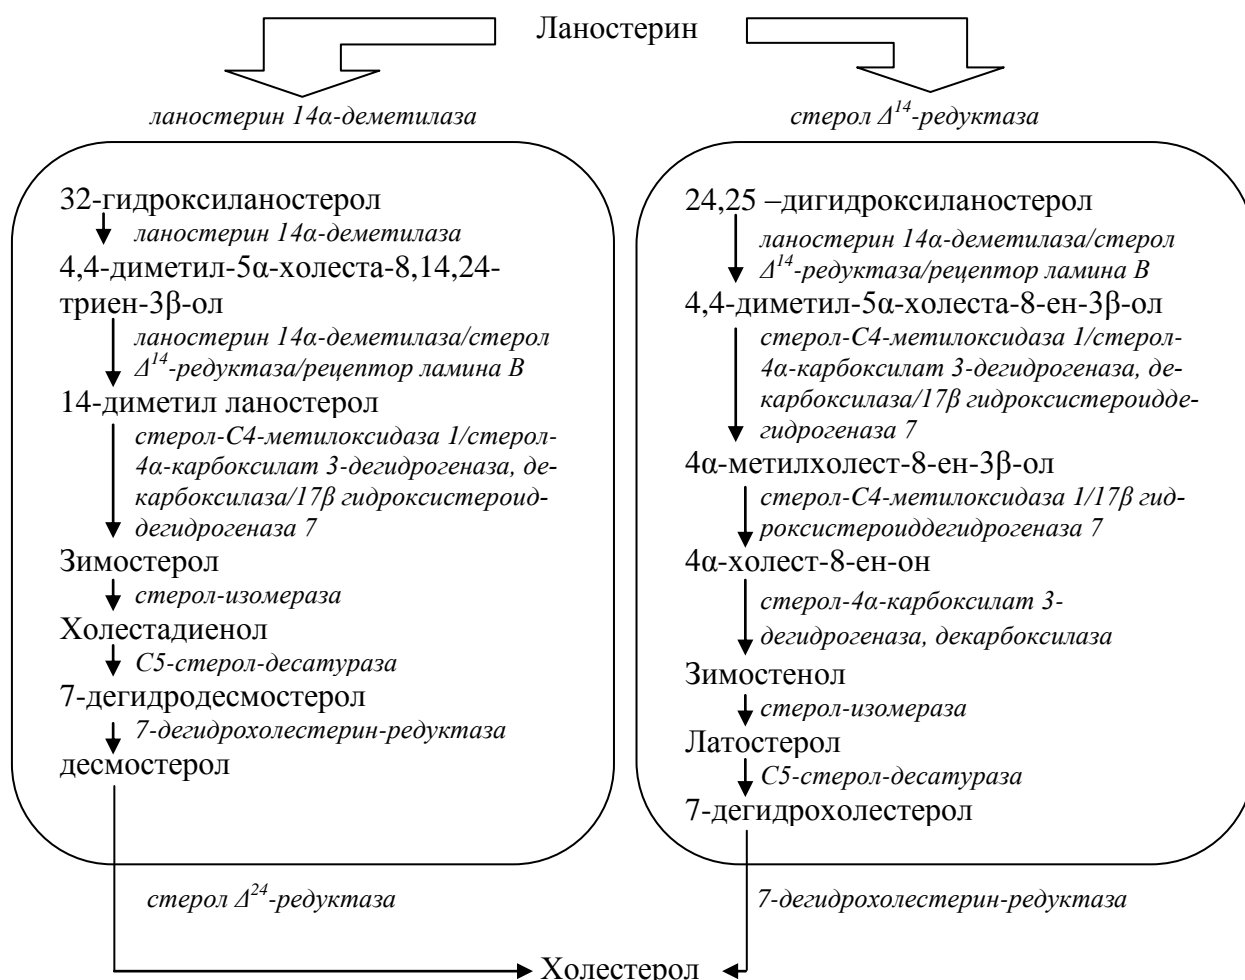 Ланостерин
ланостерин 14α-деметилаза
32-гидроксиланостерол
ланостерин 14α-деметилаза
4,4-диметил-5α-холеста-8,14,24-
триен-3β-ол
ланостерин 14α-деметилаза/стерол
Δ¹⁴-редуктаза/рецептор ламина В
14-диметил ланостерол
стерол-С4-метилоксидаза 1/стерол-
4α-карбоксилат 3-дегидрогеназа, де-
карбоксилаза/17β гидроксистероид-
дегидрогеназа 7
Зимостерол
стерол-изомераза
Холестадиенол
С5-стерол-десатураза
7-дегидродесмостерол
7-дегидрохолестерин-редуктаза
десмостерол
стерол Δ²⁴-редуктаза
стерол Δ¹⁴-редуктаза
24,25 –дигидроксиланостерол
ланостерин 14α-деметилаза/стерол
Δ¹⁴-редуктаза/рецептор ламина В
4,4-диметил-5α-холеста-8-ен-3β-ол
стерол-С4-метилоксидаза 1/стерол-
4α-карбоксилат 3-дегидрогеназа, де-
карбоксилаза/17β гидроксистероидде-
гидрогеназа 7
4α-метилхолест-8-ен-3β-ол
стерол-С4-метилоксидаза 1/17β гид-
роксистероиддегидрогеназа 7
4α-холест-8-ен-он
стерол-4α-карбоксилат 3-
дегидрогеназа, декарбоксилаза
Зимостенол
стерол-изомераза
Латостерол
С5-стерол-десатураза
7-дегидрохолестерол
7-дегидрохолестерин-редуктаза
Холестерол